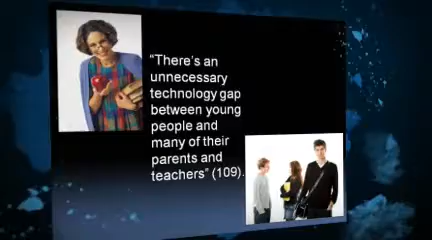 "There's an
unnecessary
technology gap
between young
people and
many of their
parents and
teachers" (109).